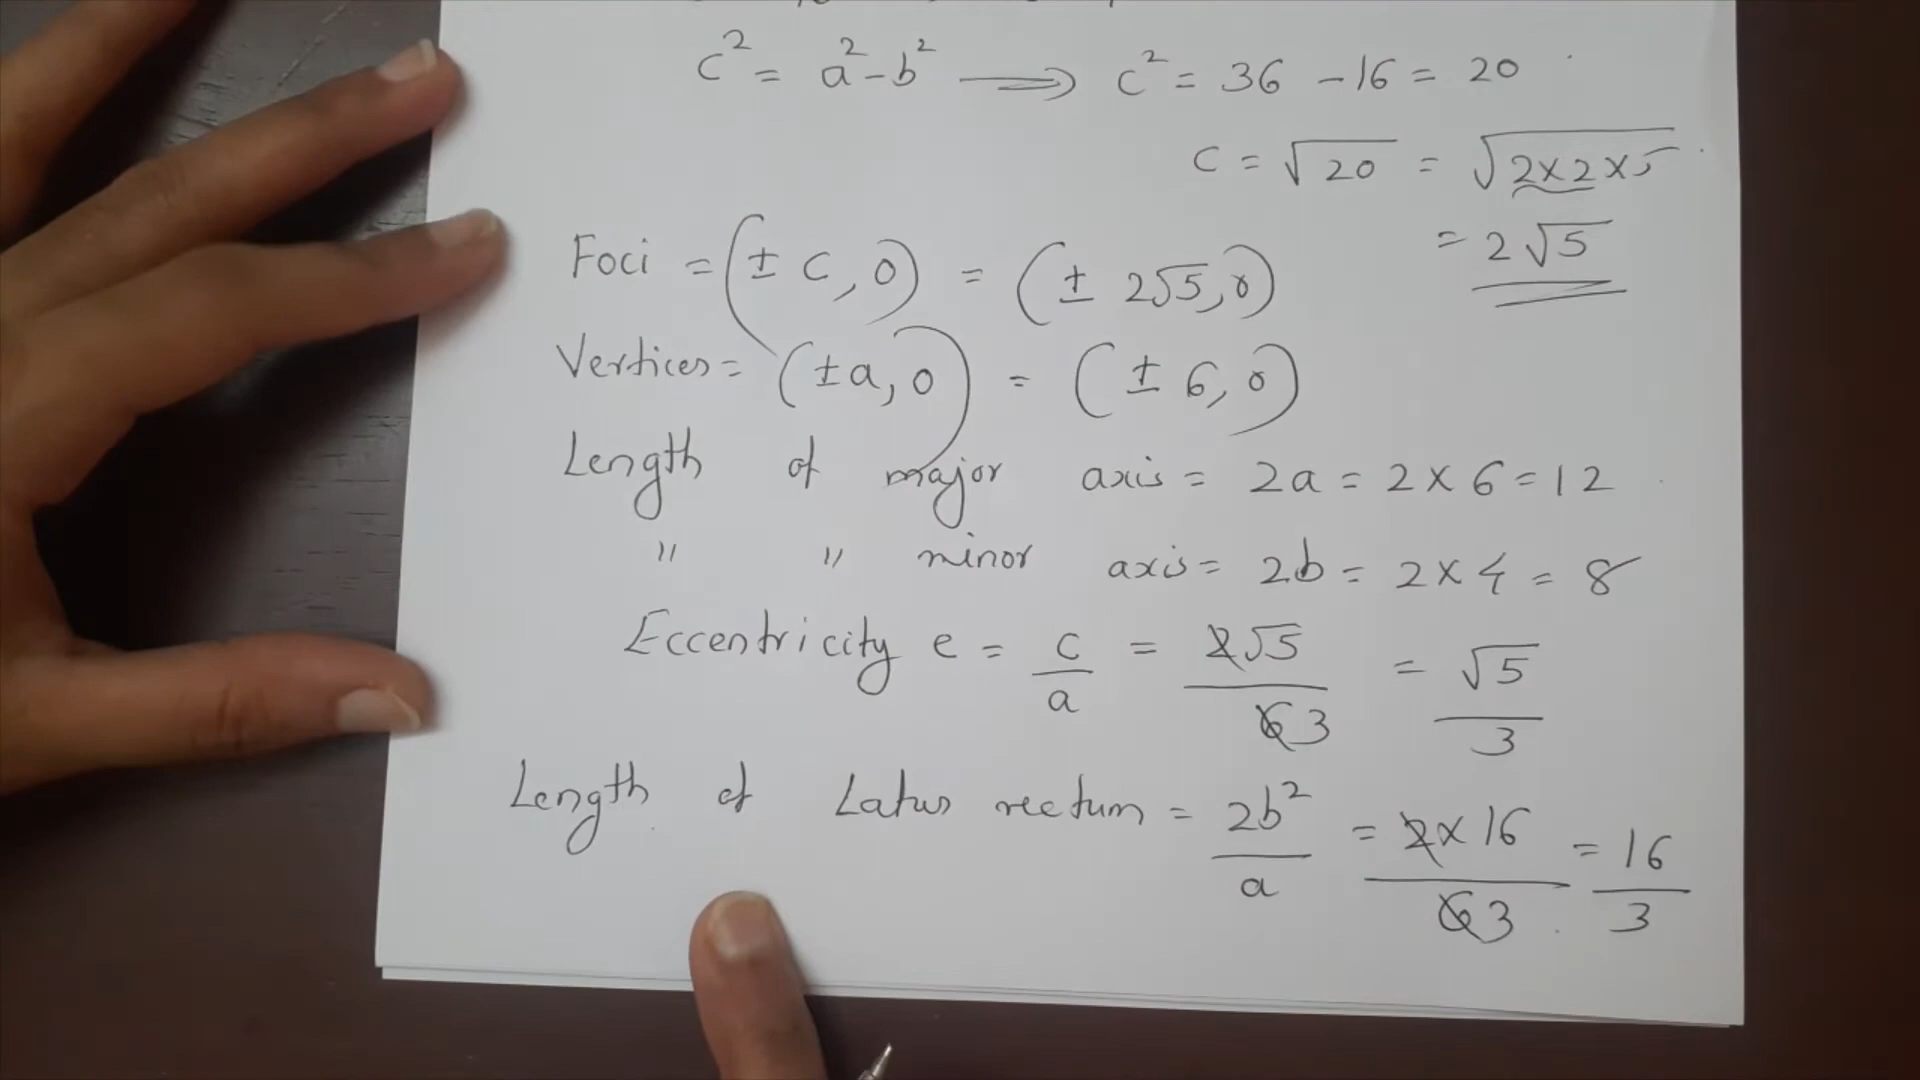 c² = a² - b² ⟹ c² = 36 - 16 = 20
c = √20 = √(2×2×5)
= 2√5
Foci = (± c, 0) = (± 2√5, 0)
Vertices = (±a, 0) = (± 6, 0)
Length of major axis = 2a = 2 × 6 = 12
" " minor axis = 2b = 2 × 4 = 8
Eccentricity e = c/a = 2√5/6 3 = √5/3
Length of Latus rectum = 2b²/a = 2×16/6 3 = 16/3